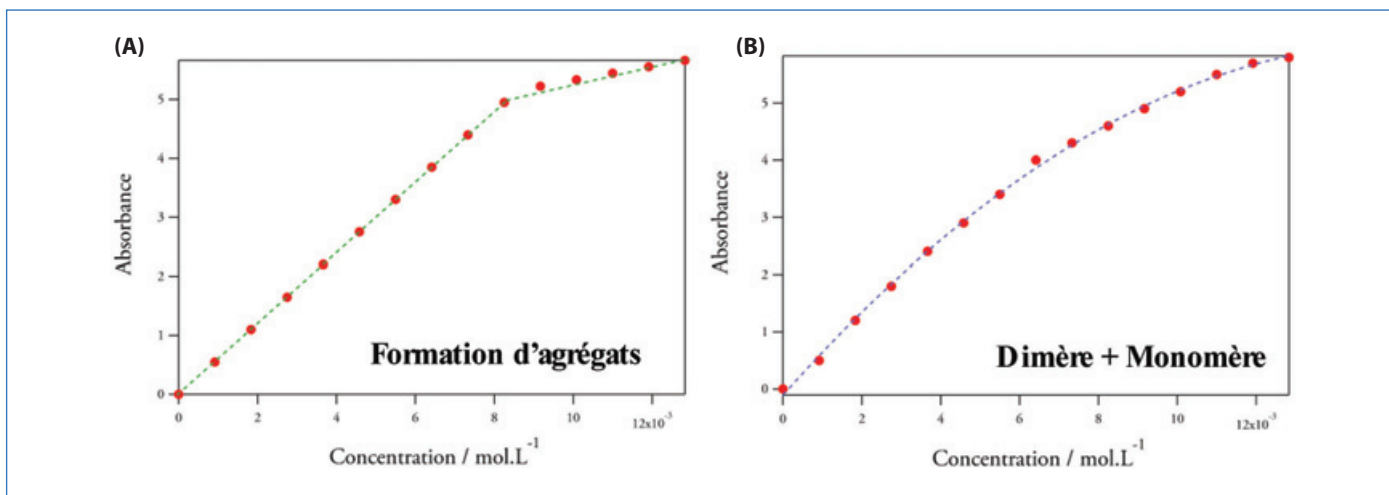 (A)
5
4
3
2
1
0
Absorbance
Formation d'agrégats
0 2 4 6 8 10 12x10-3
Concentration / mol.L-1
(B)
5
4
3
2
1
0
Absorbance
Dimère + Monomère
0 2 4 6 8 10 12x10-3
Concentration / mol.L-1